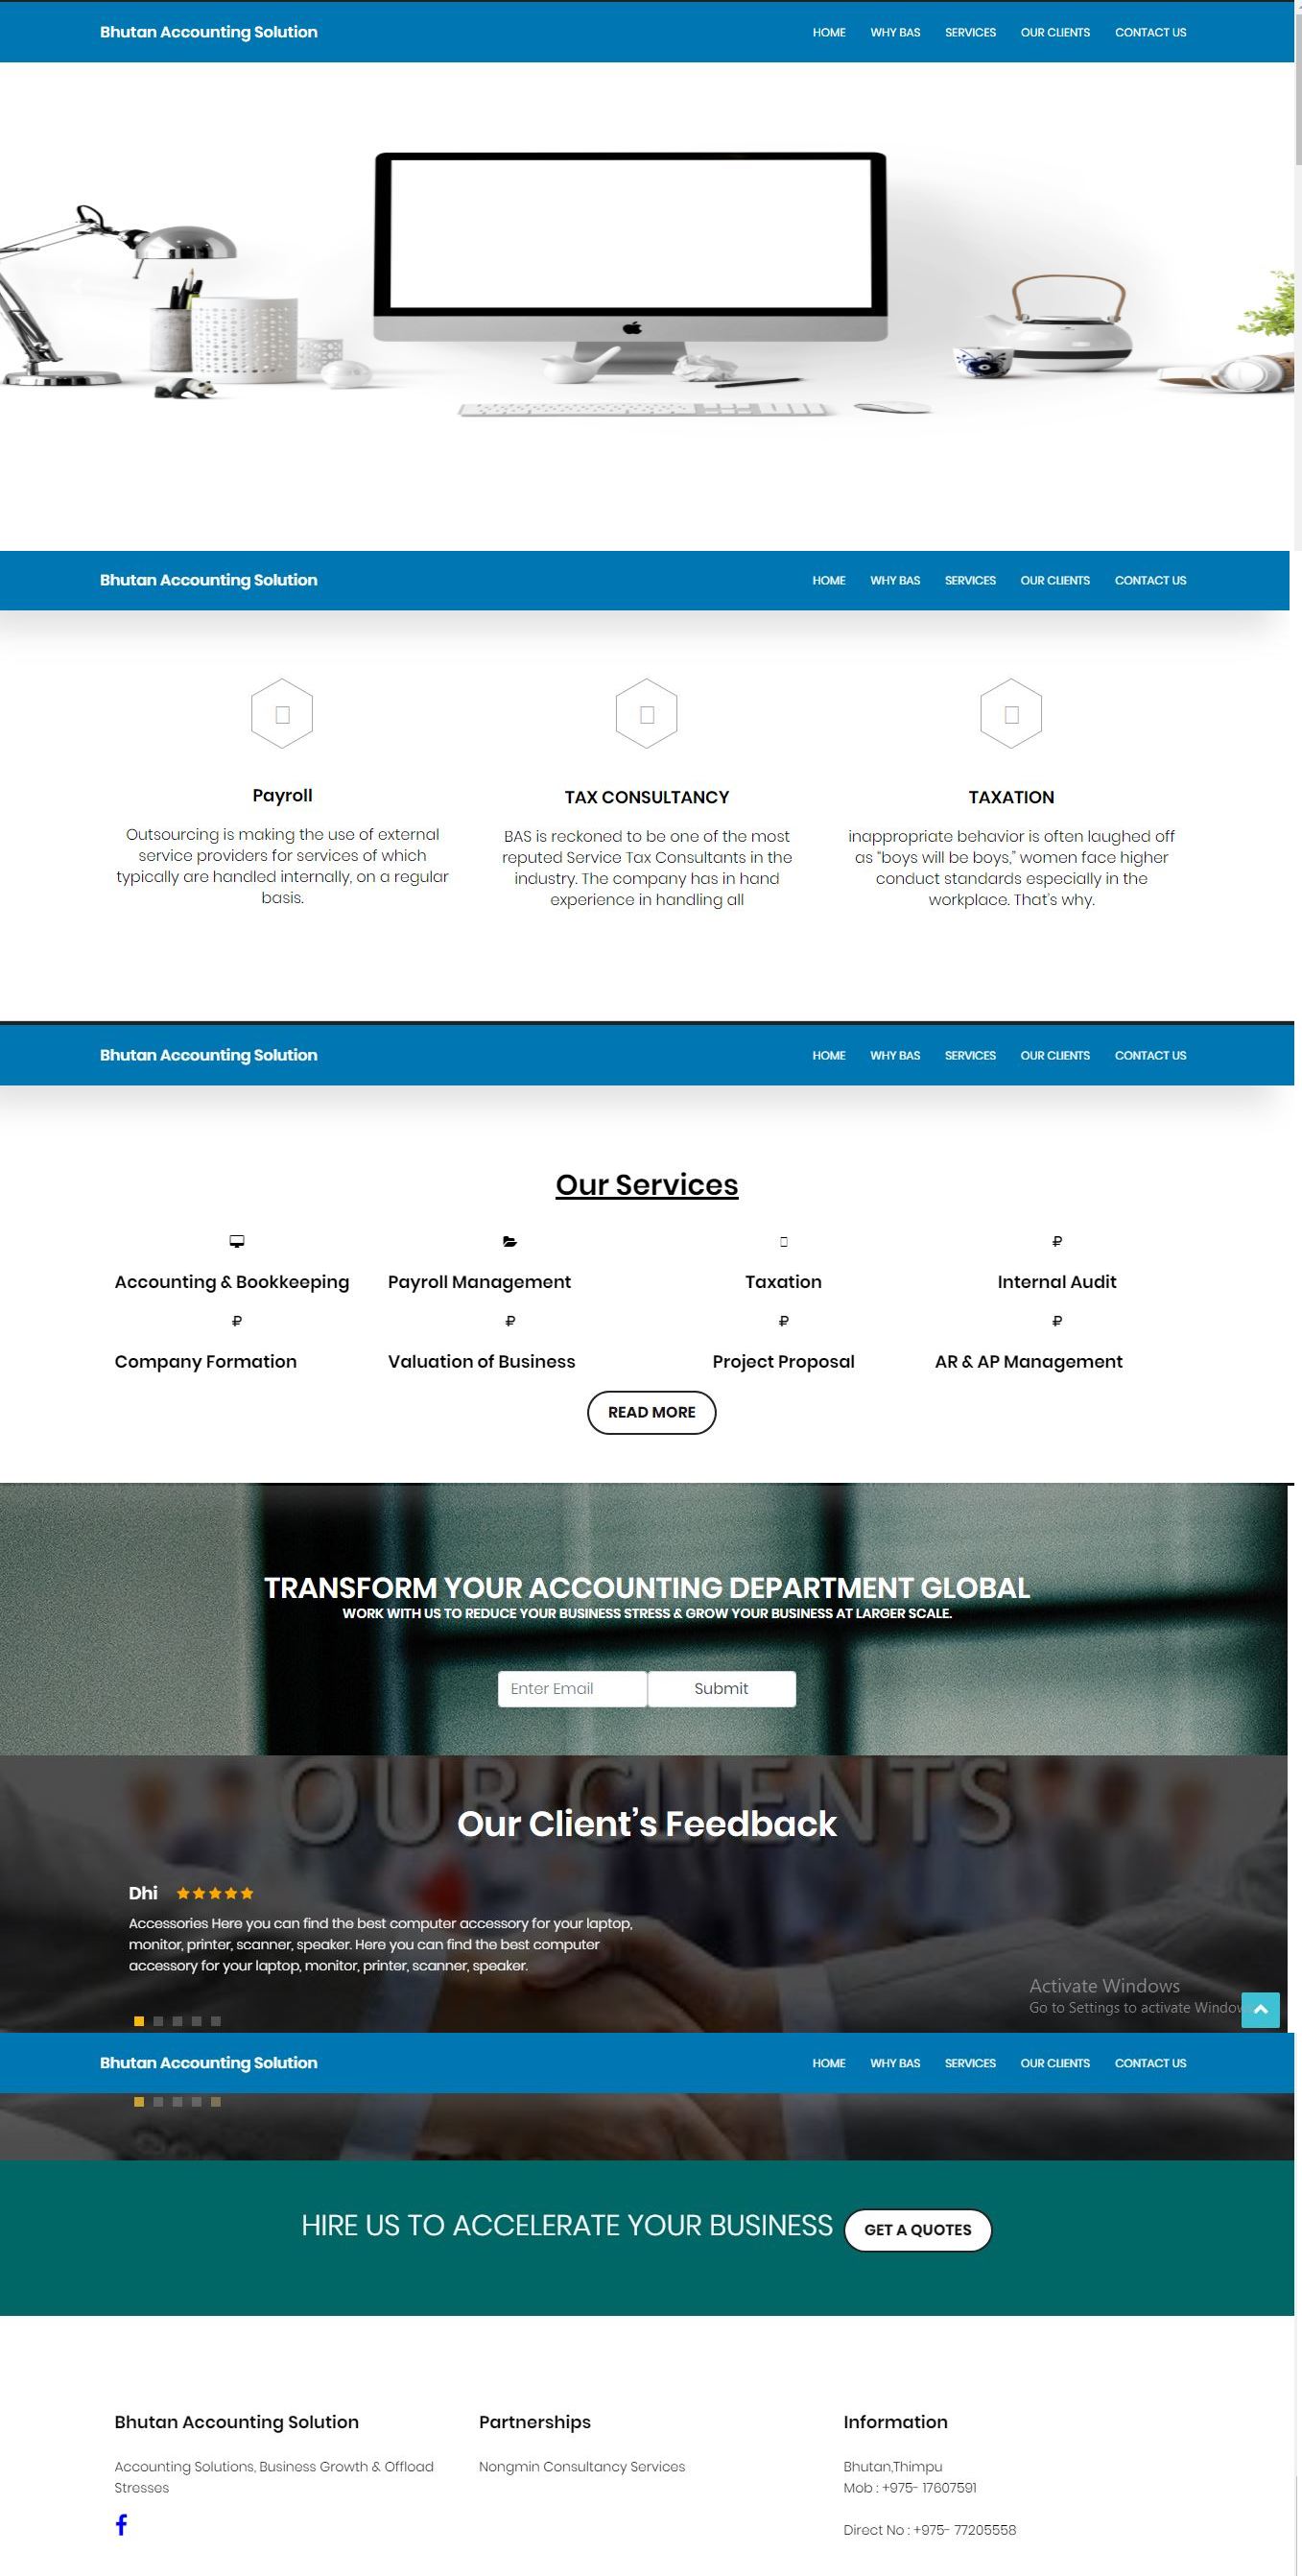 Bhutan Accounting Solution
HOME WHY BAS SERVICES OUR CLIENTS CONTACT US
Bhutan Accounting Solution
HOME WHY BAS SERVICES OUR CLIENTS CONTACT US
Payroll
Outsourcing is making the use of external
service providers for services of which
typically are handled internally, on a regular
basis.
TAX CONSULTANCY
BAS is reckoned to be one of the most
reputed Service Tax Consultants in the
industry. The company has in hand
experience in handling all
TAXATION
inappropriate behavior is often laughed off
as “boys will be boys,” women face higher
conduct standards especially in the
workplace. That’s why.
Bhutan Accounting Solution
HOME WHY BAS SERVICES OUR CLIENTS CONTACT US
Our Services
₽
Accounting & Bookkeeping Payroll Management Taxation Internal Audit
₽ ₽ ₽ ₽
Company Formation Valuation of Business Project Proposal AR & AP Management
READ MORE
TRANSFORM YOUR ACCOUNTING DEPARTMENT GLOBAL
WORK WITH US TO REDUCE YOUR BUSINESS STRESS & GROW YOUR BUSINESS AT LARGER SCALE.
Enter Email Submit
OUR CLIENTS
Our Client’s Feedback
Dhi
Accessories Here you can find the best computer accessory for your laptop,
monitor, printer, scanner, speaker. Here you can find the best computer
accessory for your laptop, monitor, printer, scanner, speaker.
Activate Windows
Go to Settings to activate Window
Bhutan Accounting Solution
HOME WHY BAS SERVICES OUR CLIENTS CONTACT US
HIRE US TO ACCELERATE YOUR BUSINESS GET A QUOTES
Bhutan Accounting Solution
Accounting Solutions, Business Growth & Offload
Stresses
Partnerships
Nongmin Consultancy Services
Information
Bhutan,Thimpu
Mob : +975- 17607591
Direct No : +975- 77205558